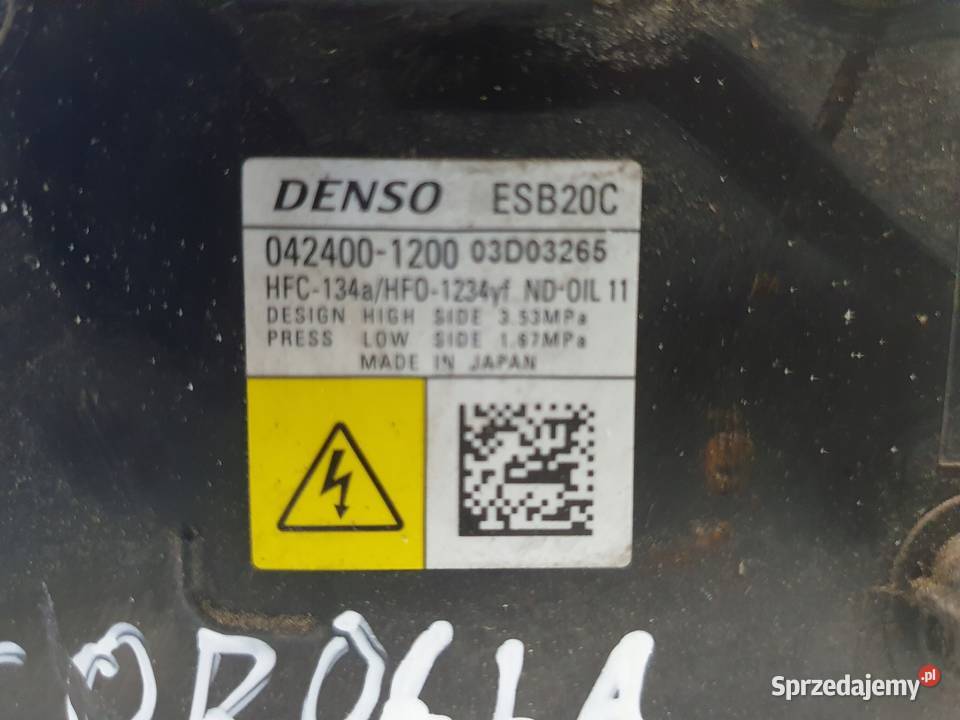 DENSO ESB20C
042400-1200 03D03265
HFC-134a/HFO-1234yf ND-OIL 11
DESIGN HIGH SIDE 3.53MPa
PRESS LOW SIDE 1.67MPa
MADE IN JAPAN
COROLLA
Sprzedajemy.pl